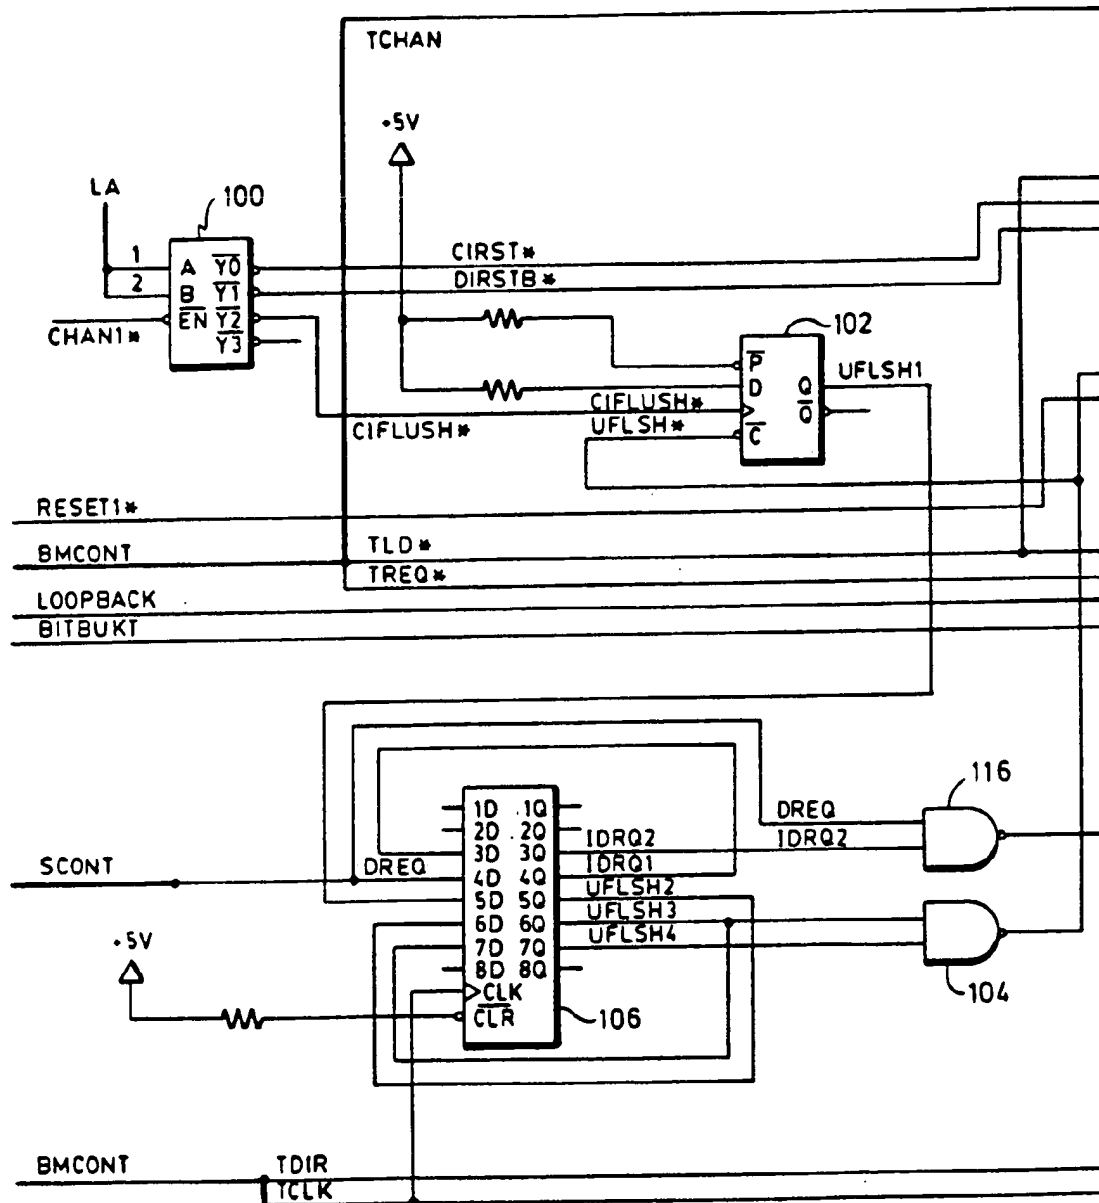 TCHAN
+5V
LA
100
1
2
A Y0
B Y1
EN Y2
Y3
CHAN1*
CIRST*
DIRSTB*
102
P
D Q
Q
C
UFLSH1
CIFLUSH*
UFLSH*
CIFLUSH*
RESET1*
BMCONT
TLD*
TREQ*
LOOPBACK
BITBUKT
116
DREQ
IDRQ2
1D 1Q
2D 2Q
3D 3Q
4D 4Q
5D 5Q
6D 6Q
7D 7Q
8D 8Q
CLK
CLR
IDRQ2
IDRQ1
UFLSH2
UFLSH3
UFLSH4
SCONT
DREQ
+5V
106
104
BMCONT
TDIR
TCLK